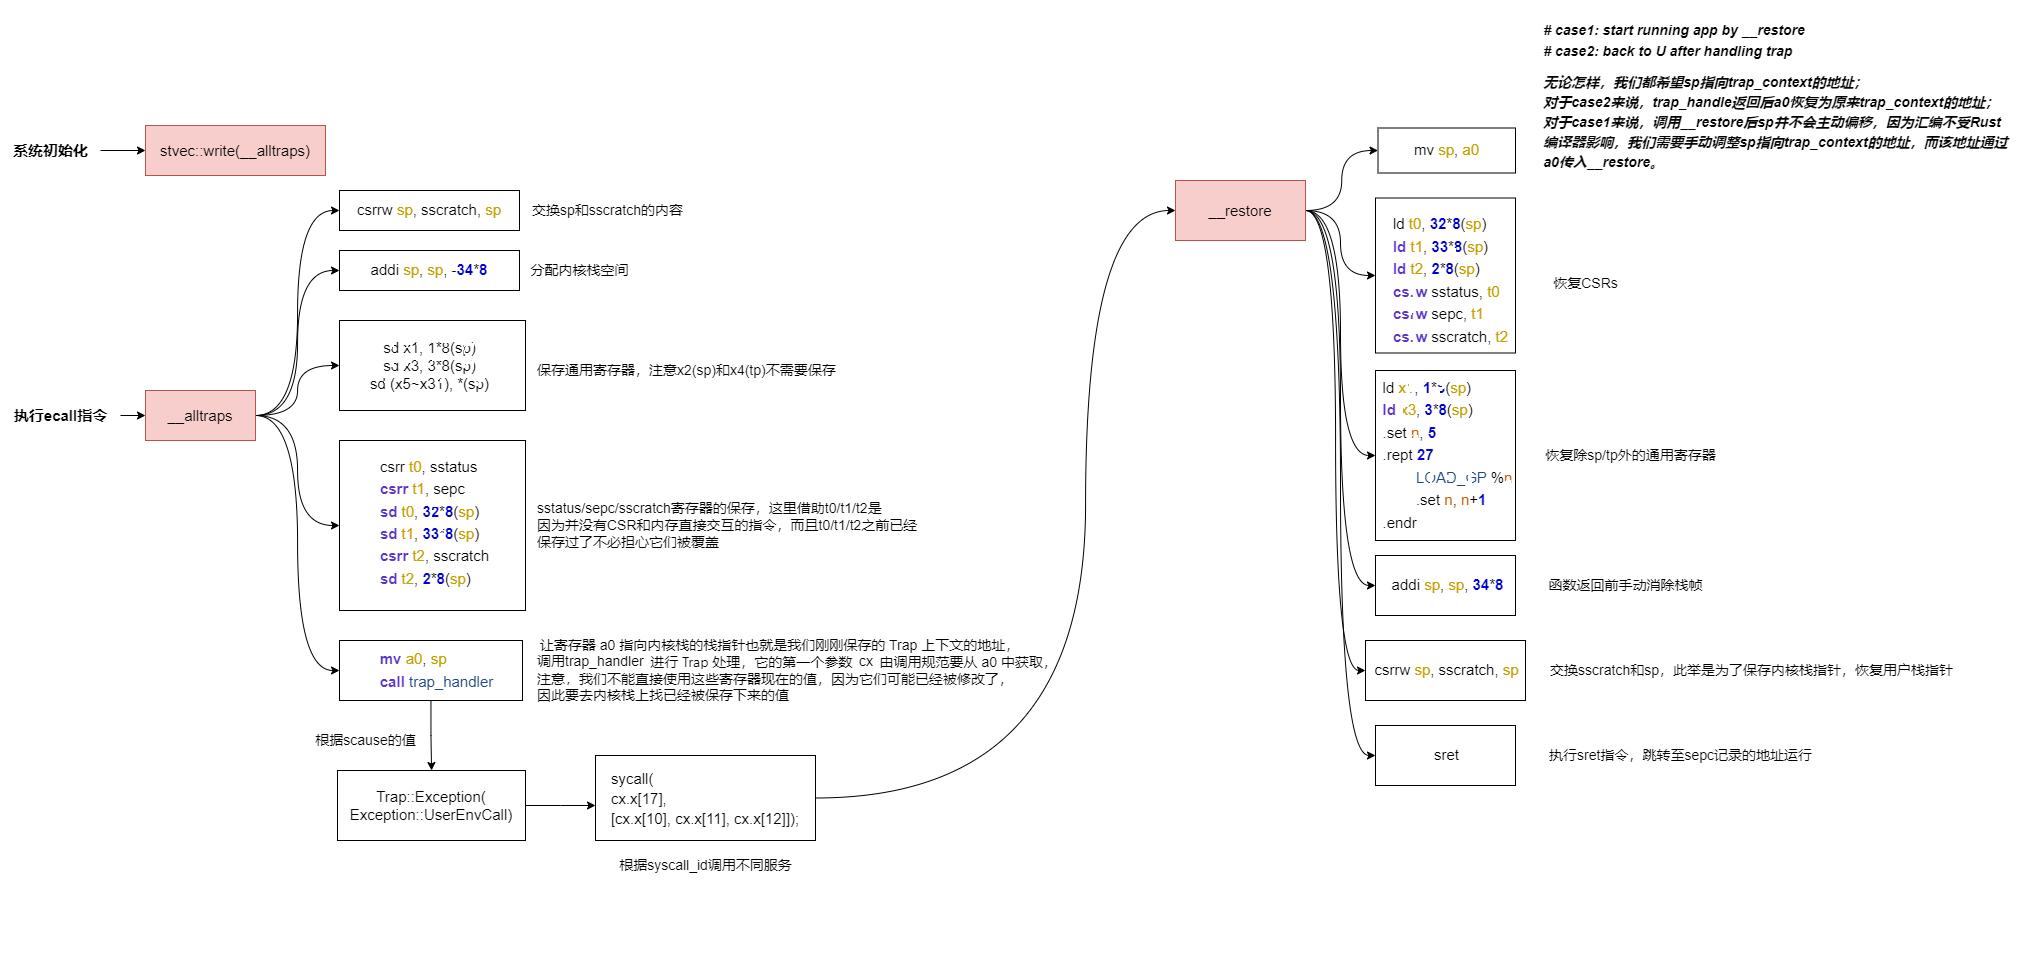 系统初始化
stvec::write(__alltraps)
执行ecall指令
__alltraps
csrrw sp, sscratch, sp
交换sp和sscratch的内容
addi sp, sp, -34*8
分配内核栈空间
sd x1, 1*8(sp)
sd x3, 3*8(sp)
sd (x5~x31), *(sp)
保存通用寄存器，注意x2(sp)和x4(tp)不需要保存
csrr t0, sstatus
csrr t1, sepc
sd t0, 32*8(sp)
sd t1, 33*8(sp)
csrr t2, sscratch
sd t2, 2*8(sp)
sstatus/sepc/sscratch寄存器的保存，这里借助t0/t1/t2是
因为并没有CSR和内存直接交互的指令，而且t0/t1/t2之前已经
保存过了不必担心它们被覆盖
mv a0, sp
call trap_handler
让寄存器 a0 指向内核栈的栈指针也就是我们刚刚保存的 Trap 上下文的地址，
调用trap_handler 进行 Trap 处理，它的第一个参数 cx 由调用规范要从 a0 中获取，
注意，我们不能直接使用这些寄存器现在的值，因为它们可能已经被修改了，
因此要去内核栈上找已经被保存下来的值
根据scause的值
Trap::Exception(
Exception::UserEnvCall)
sycall(
cx.x[17],
[cx.x[10], cx.x[11], cx.x[12]]);
根据syscall_id调用不同服务
__restore
# case1: start running app by __restore
# case2: back to U after handling trap
无论怎样，我们都希望sp指向trap_context的地址；
对于case2来说，trap_handle返回后a0恢复为原来trap_context的地址；
对于case1来说，调用__restore后sp并不会主动偏移，因为汇编不受Rust
编译器影响，我们需要手动调整sp指向trap_context的地址，而该地址通过
a0传入__restore。
mv sp, a0
ld t0, 32*8(sp)
ld t1, 33*8(sp)
ld t2, 2*8(sp)
csrw sstatus, t0
csrw sepc, t1
csrw sscratch, t2
恢复CSRs
ld x1, 1*8(sp)
ld x3, 3*8(sp)
.set n, 5
.rept 27
LOAD_GP %n
.set n, n+1
.endr
恢复除sp/tp外的通用寄存器
addi sp, sp, 34*8
函数返回前手动消除栈帧
csrrw sp, sscratch, sp
交换sscratch和sp，此举是为了保存内核栈指针，恢复用户栈指针
sret
执行sret指令，跳转至sepc记录的地址运行